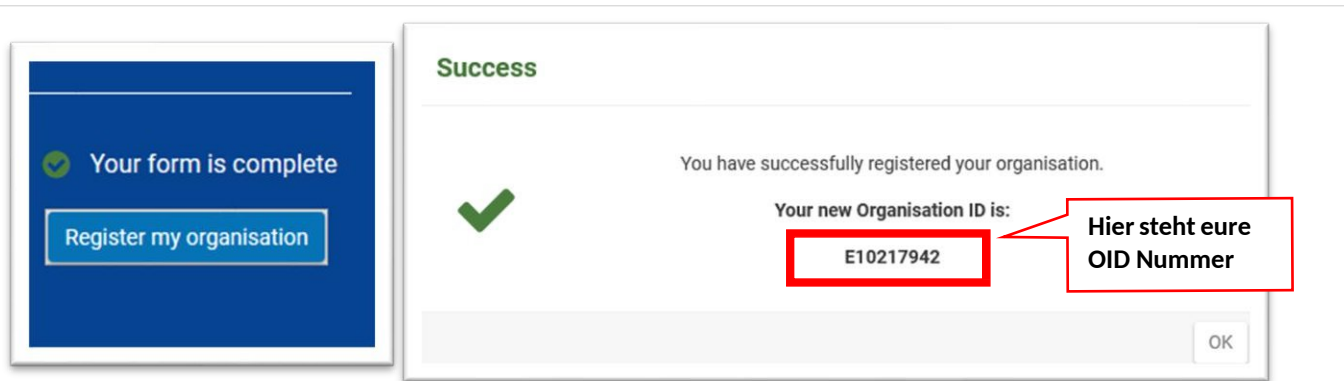 Your form is complete
Register my organisation
Success
You have successfully registered your organisation.
Your new Organisation ID is:
E10217942
Hier steht eure
OID Nummer
OK